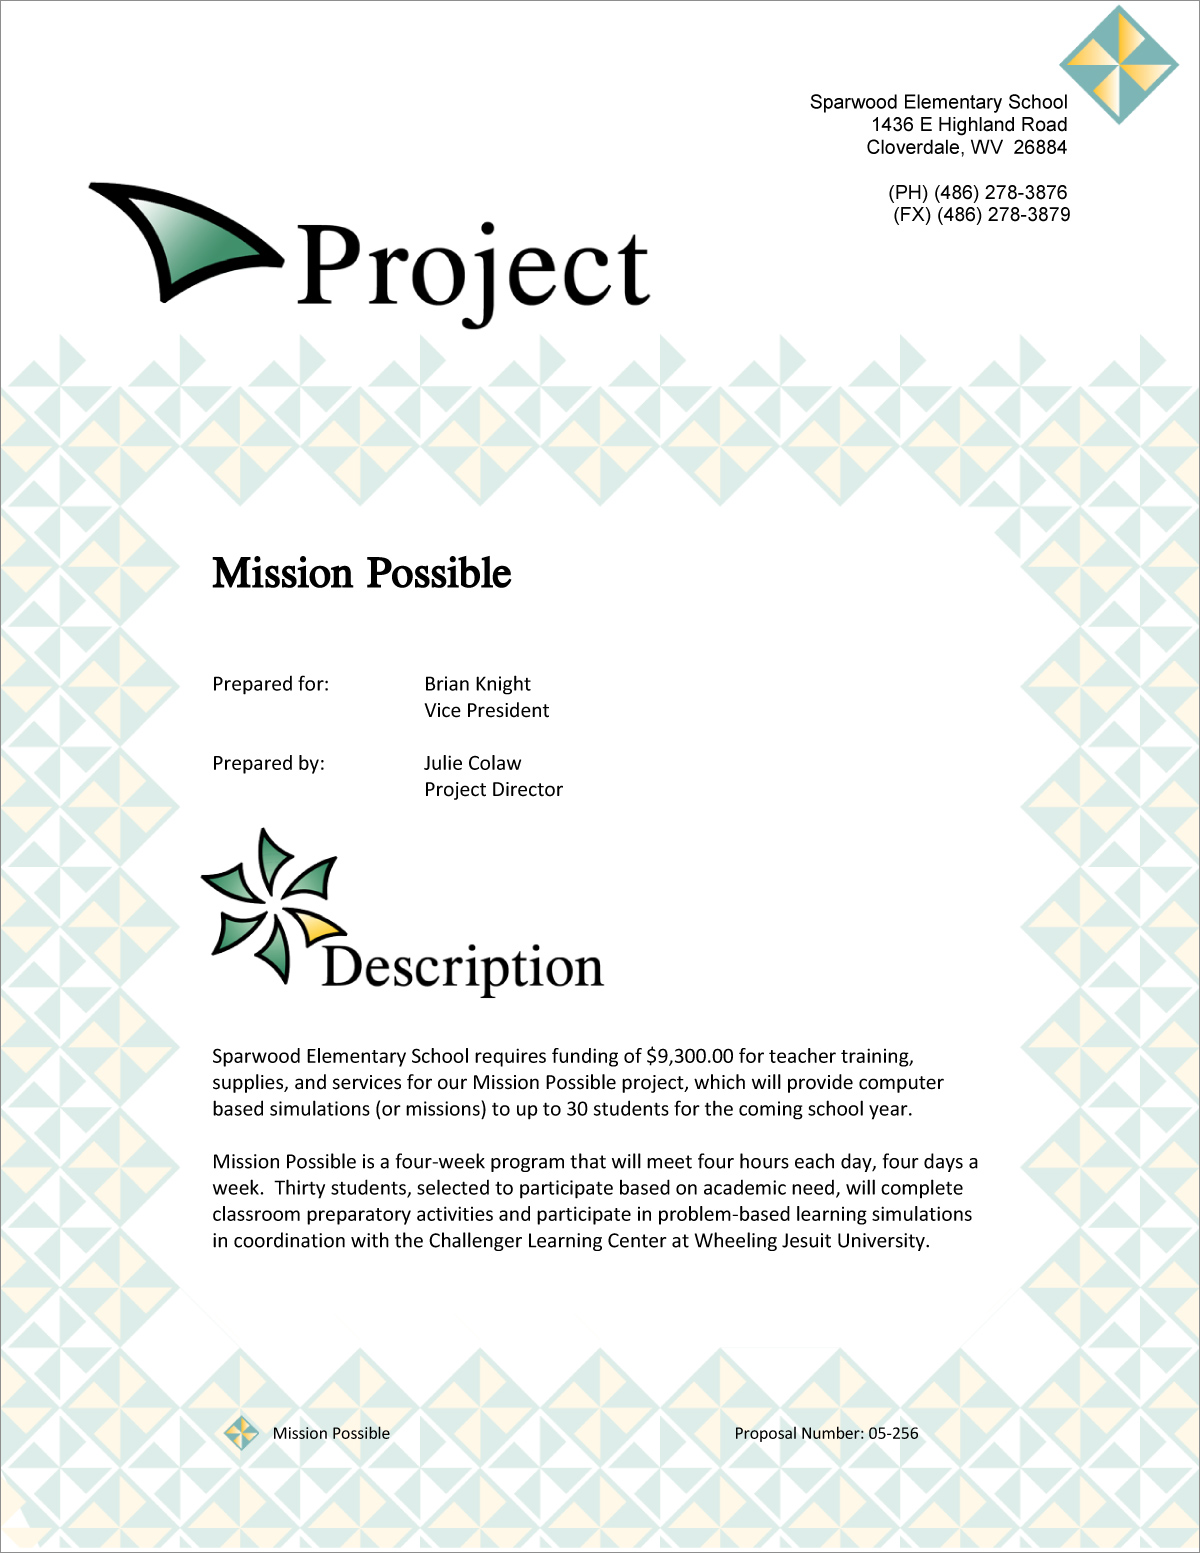 Sparwood Elementary School
1436 E Highland Road
Cloverdale, WV  26884
(PH) (486) 278-3876
(FX) (486) 278-3879
Project
Mission Possible
Prepared for: Brian Knight
Vice President
Prepared by: Julie Colaw
Project Director
Description
Sparwood Elementary School requires funding of $9,300.00 for teacher training,
supplies, and services for our Mission Possible project, which will provide computer
based simulations (or missions) to up to 30 students for the coming school year.
Mission Possible is a four-week program that will meet four hours each day, four days a
week.  Thirty students, selected to participate based on academic need, will complete
classroom preparatory activities and participate in problem-based learning simulations
in coordination with the Challenger Learning Center at Wheeling Jesuit University.
Mission Possible Proposal Number: 05-256